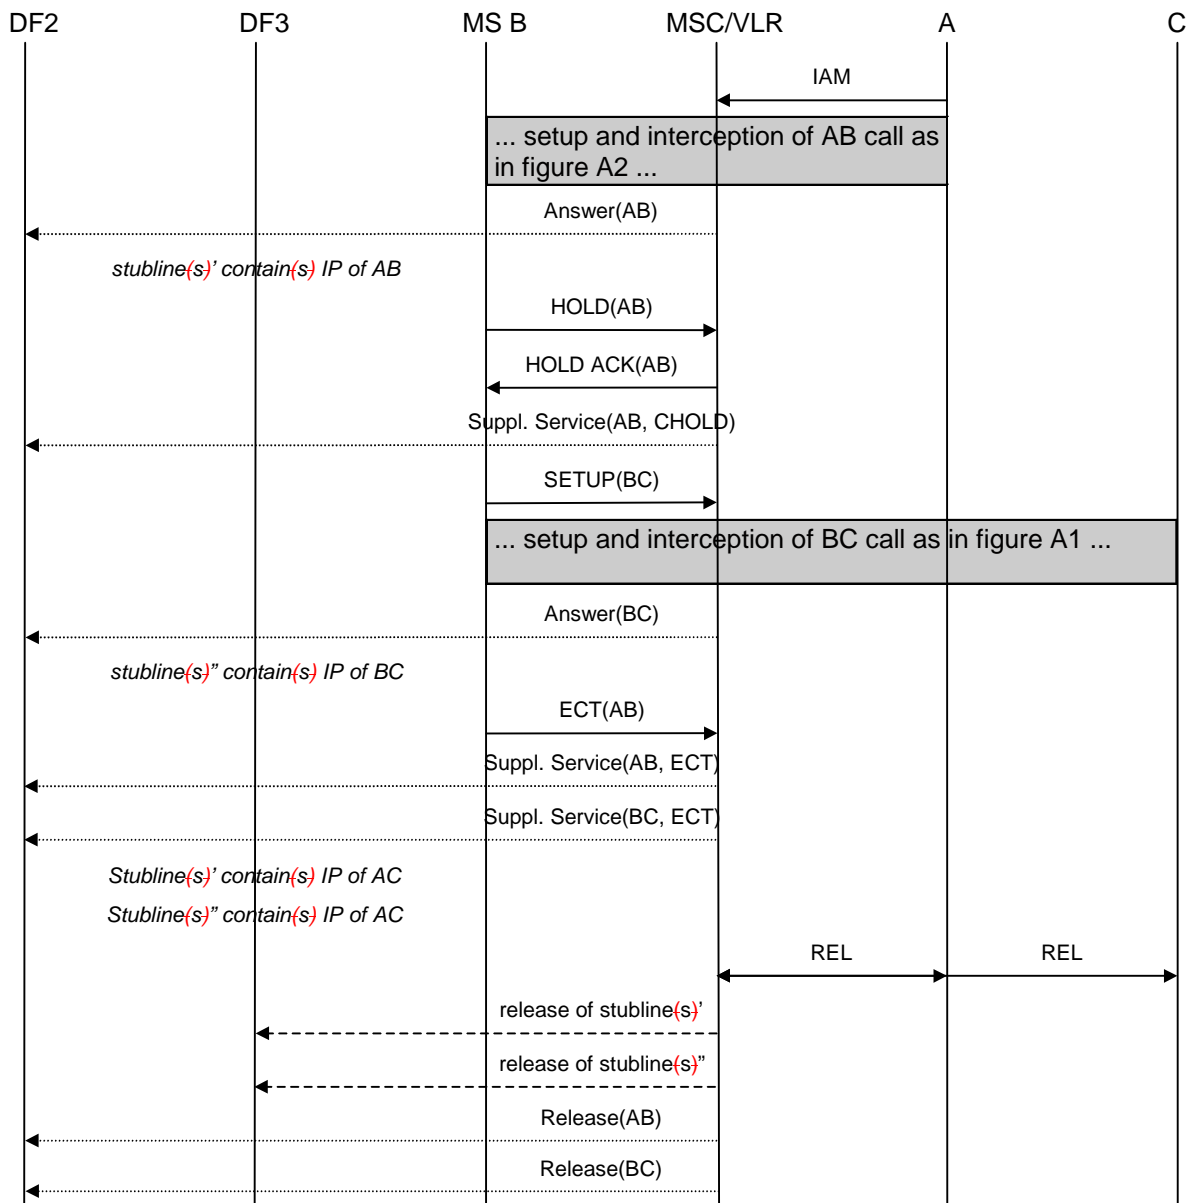 DF2 DF3 MS B MSC/VLR A C
IAM
... setup and interception of AB call as
in figure A2 ...
Answer(AB)
stubline(s)’ contain(s) IP of AB
HOLD(AB)
HOLD ACK(AB)
Suppl. Service(AB, CHOLD)
SETUP(BC)
... setup and interception of BC call as in figure A1 ...
Answer(BC)
stubline(s)” contain(s) IP of BC
ECT(AB)
Suppl. Service(AB, ECT)
Suppl. Service(BC, ECT)
Stubline(s)’ contain(s) IP of AC
Stubline(s)” contain(s) IP of AC
REL REL
release of stubline(s)’
release of stubline(s)”
Release(AB)
Release(BC)